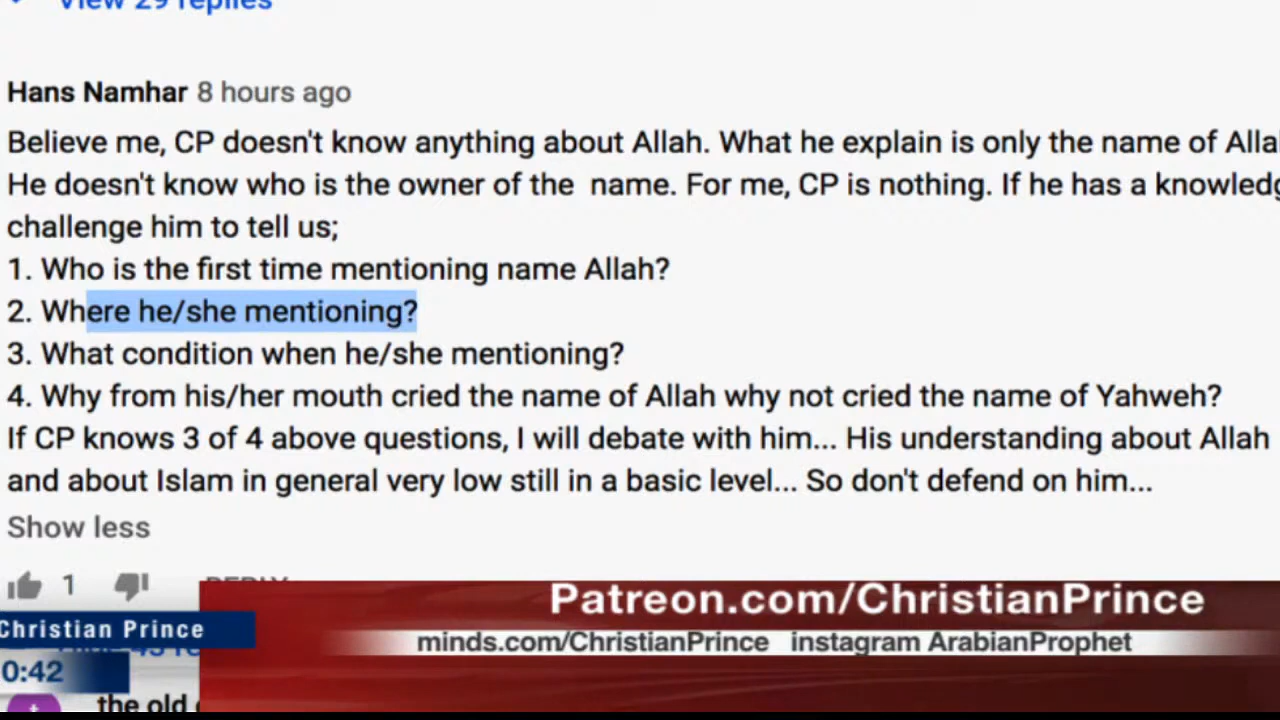 View 29 replies
Hans Namhar 8 hours ago
Believe me, CP doesn't know anything about Allah. What he explain is only the name of
He doesn't know who is the owner of the name. For me, CP is nothing. If he has a
challenge him to tell us;
1. Who is the first time mentioning name Allah?
2. Where he/she mentioning?
3. What condition when he/she mentioning?
4. Why from his/her mouth cried the name of Allah why not cried the name of Yahweh?
If CP knows 3 of 4 above questions, I will debate with him... His understanding about Allah
and about Islam in general very low still in a basic level... So don't defend on him...
Show less
1 REPLY
Patreon.com/ChristianPrince
Christian Prince
minds.com/ChristianPrince instagram ArabianProphet
0:42
the old